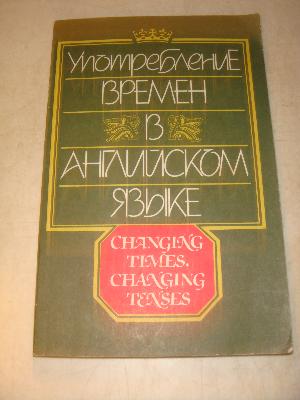 Употребление
времен
в
английском
языке
CHANGING
TIMES,
CHANGING
TENSES